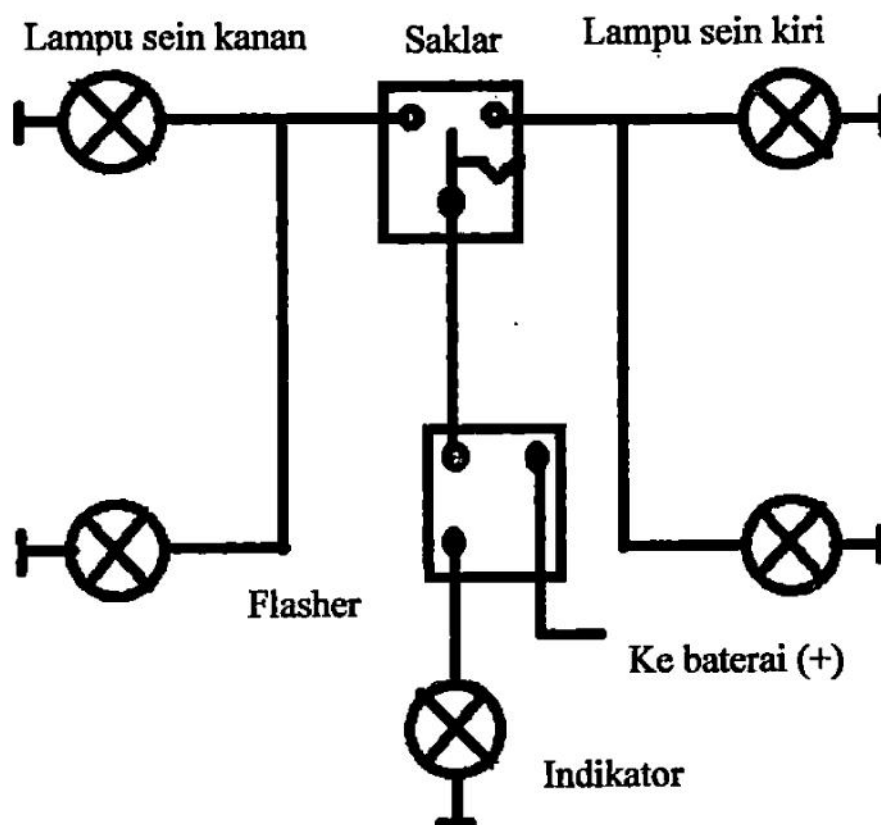 Lampu sein kanan
Saklar
Lampu sein kiri
Flasher
Ke baterai (+)
Indikator